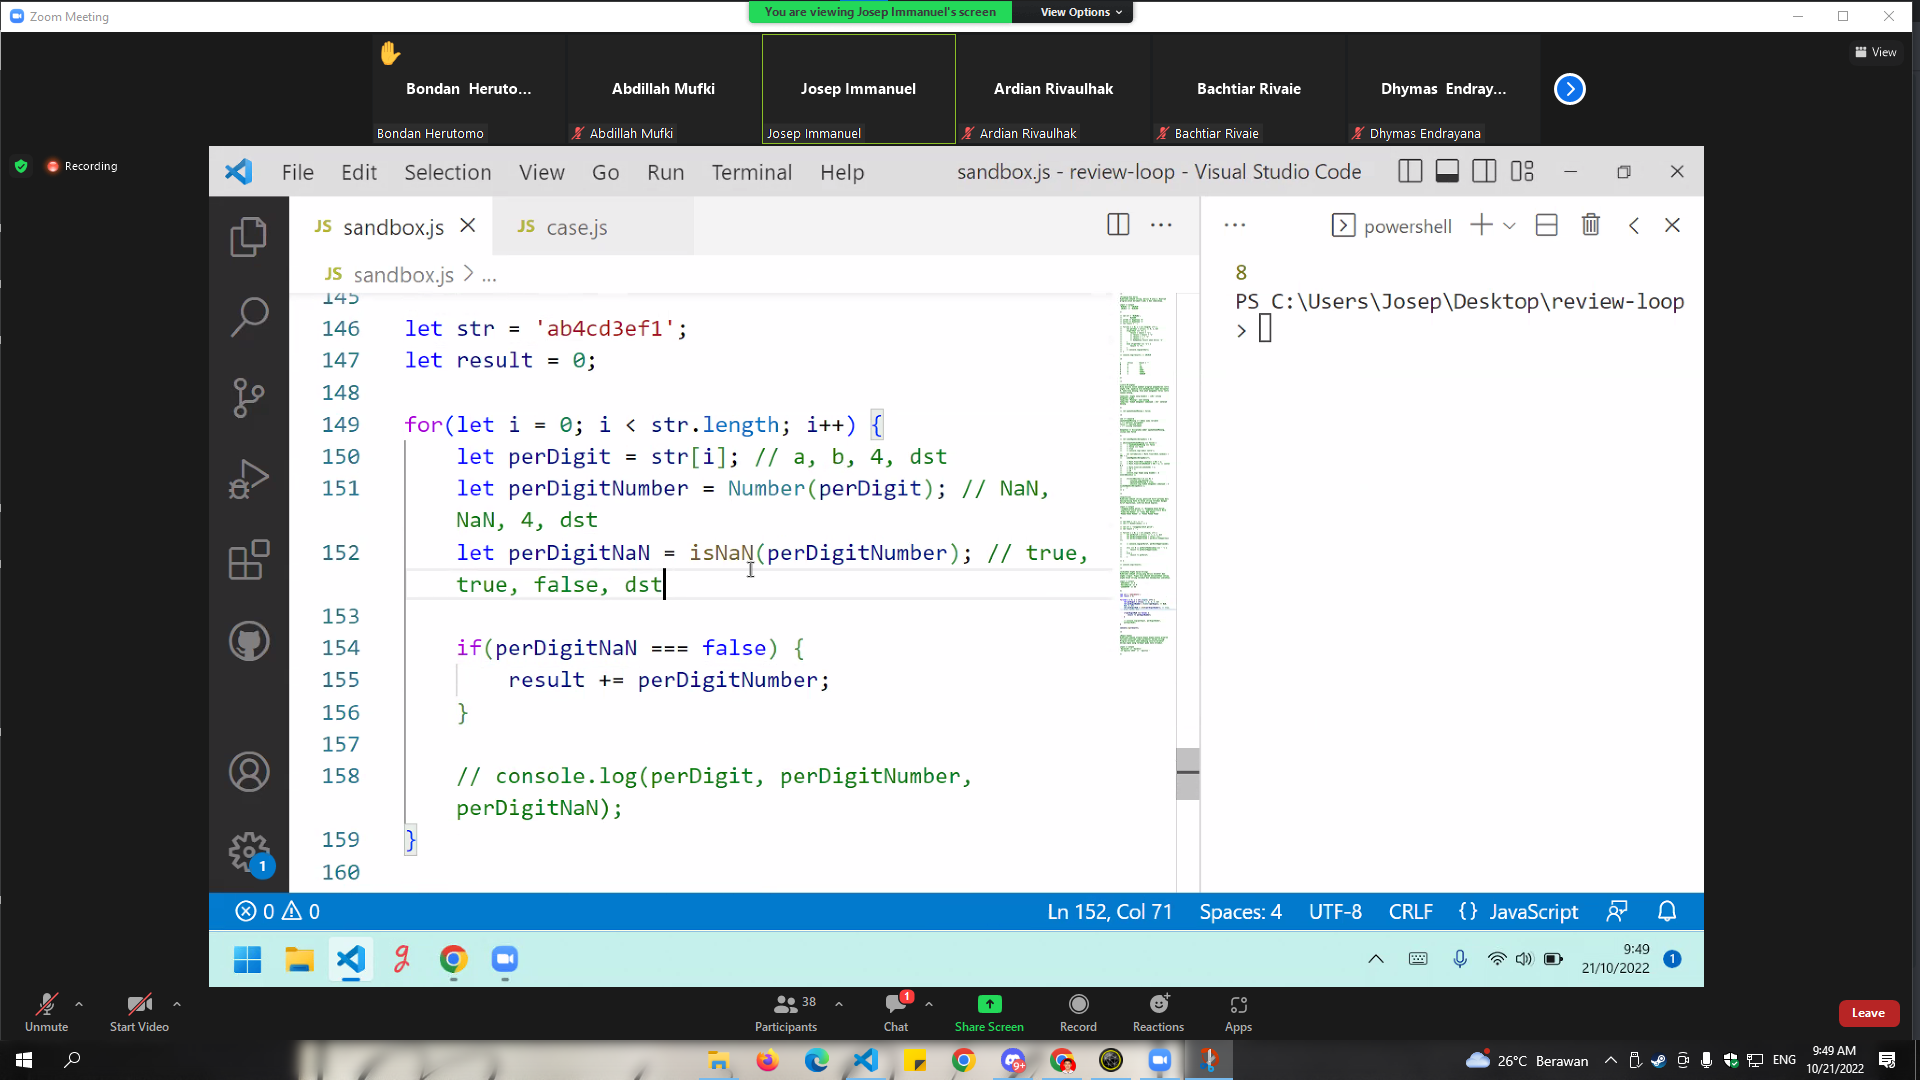 Zoom Meeting
You are viewing Josep Immanuel's screen
View Options
View
Bondan Heruto...
Abdillah Mufki
Josep Immanuel
Ardian Rivaulhak
Bachtiar Rivaie
Dhymas Endray...
Bondan Herutomo
Abdillah Mufki
Josep Immanuel
Ardian Rivaulhak
Bachtiar Rivaie
Dhymas Endrayana
Recording
File Edit Selection View Go Run Terminal Help
sandbox.js - review-loop - Visual Studio Code
JS sandbox.js
JS case.js
powershell
JS sandbox.js > ...
8
PS C:\Users\Josep\Desktop\review-loop
>
145
146 let str = 'ab4cd3ef1';
147 let result = 0;
148
149 for(let i = 0; i < str.length; i++) {
150 let perDigit = str[i]; // a, b, 4, dst
151 let perDigitNumber = Number(perDigit); // NaN,
NaN, 4, dst
152 let perDigitNaN = isNaN(perDigitNumber); // true,
true, false, dst
153
154 if(perDigitNaN === false) {
155 result += perDigitNumber;
156 }
157
158 // console.log(perDigit, perDigitNumber,
perDigitNaN);
159 }
160
1
0 0
Ln 152, Col 71 Spaces: 4 UTF-8 CRLF {} JavaScript
9:49
21/10/2022
1
Unmute
Start Video
38
Participants
1
Chat
Share Screen
Record
Reactions
Apps
Leave
9+
26°C Berawan
ENG
9:49 AM
10/21/2022